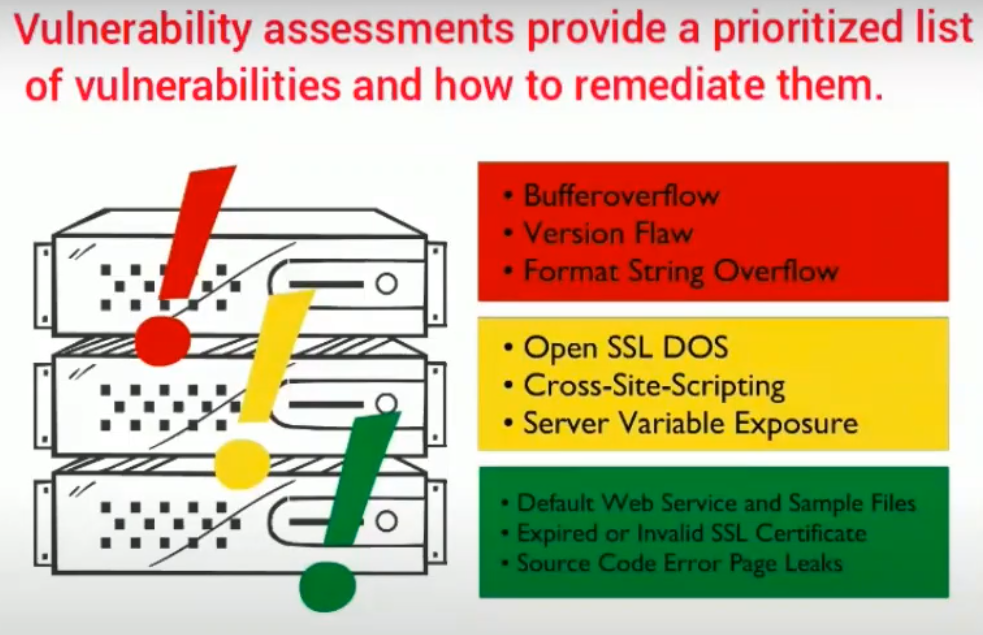 Vulnerability assessments provide a prioritized list
of vulnerabilities and how to remediate them.
• Bufferoverflow
• Version Flaw
• Format String Overflow
• Open SSL DOS
• Cross-Site-Scripting
• Server Variable Exposure
• Default Web Service and Sample Files
• Expired or Invalid SSL Certificate
• Source Code Error Page Leaks